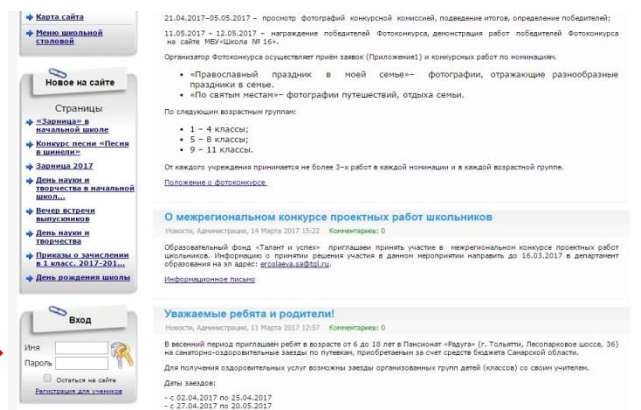 Карта сайта
Меню школьной
столовой
Новое на сайте
Страницы
«Зарница» в
начальной школе
Конкурс песни «Песня
в шинели»
Зарница 2017
День науки и
творчества в начальной
школ...
Вечер встречи
выпускников
День науки и
творчества
Приказы о зачислении
в 1 класс. 2017-201...
День рождения школы
Вход
Имя
Пароль
Остаться на сайте
Регистрация для учеников
21.04.2017–05.05.2017 – просмотр фотографий конкурсной комиссией, подведение итогов, определение победителей;
11.05.2017 – 12.05.2017 – награждение победителей Фотоконкурса, демонстрация работ победителей Фотоконкурса
на сайте МБУ«Школа № 16».
Организатор Фотоконкурса осуществляет приём заявок (Приложение1) и конкурсных работ по номинациям.
• «Православный праздник в моей семье»– фотографии, отражающие разнообразные
праздники в семье.
• «По святым местам»– фотографии путешествий, отдыха семьи.
По следующим возрастным группам:
• 1 – 4 классы;
• 5 – 8 классы;
• 9 – 11 классы.
От каждого учреждения принимается не более 3–х работ в каждой номинации и в каждой возрастной группе.
Положение о фотоконкурсе
О межрегиональном конкурсе проектных работ школьников
Новости, Администрация, 14 Марта 2017 15:22 Комментариев: 0
Образовательный фонд «Талант и успех» приглашаем принять участие в межрегиональном конкурсе проектных работ
школьников. Информацию о принятии решения участия в данном мероприятии направить до 16.03.2017 в департамент
образования на эл адрес: eroslaeva.sa@tgl.ru.
Информационное письмо
Уважаемые ребята и родители!
Новости, Администрация, 11 Марта 2017 12:57 Комментариев: 0
В весенний период приглашаем ребят в возрасте от 6 до 18 лет в Пансионат «Радуга» (г. Тольятти, Лесопарковое шоссе, 36)
на санаторно-оздоровительные заезды по путевкам, приобретаемым за счет средств бюджета Самарской области.
Для получения оздоровительных услуг возможны заезды организованных групп детей (классов) со своим учителем.
Даты заездов:
- с 02.04.2017 по 25.04.2017
- с 27.04.2017 по 20.05.2017